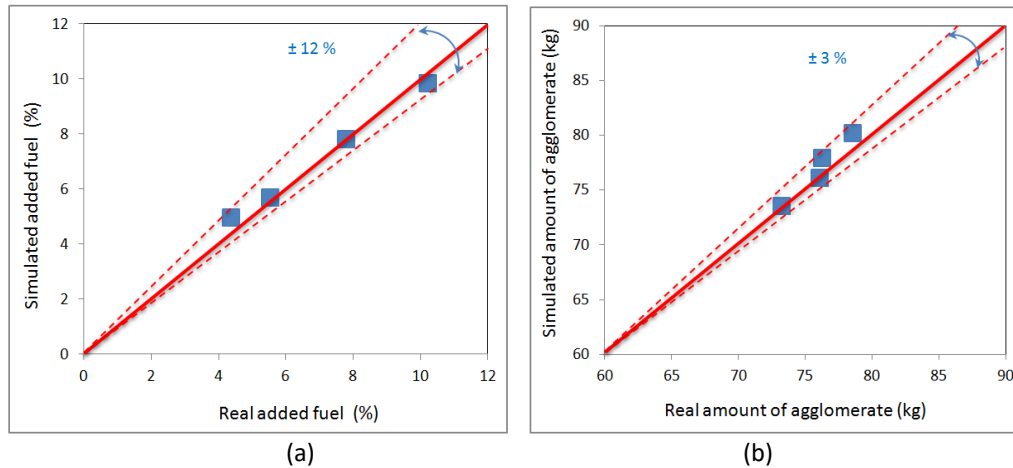 12
10
8
6
4
2
0
0 2 4 6 8 10 12
± 12 %
Simulated added fuel (%)
Real added fuel (%)
(a)
90
85
80
75
70
65
60
60 65 70 75 80 85 90
± 3 %
Simulated amount of agglomerate (kg)
Real amount of agglomerate (kg)
(b)